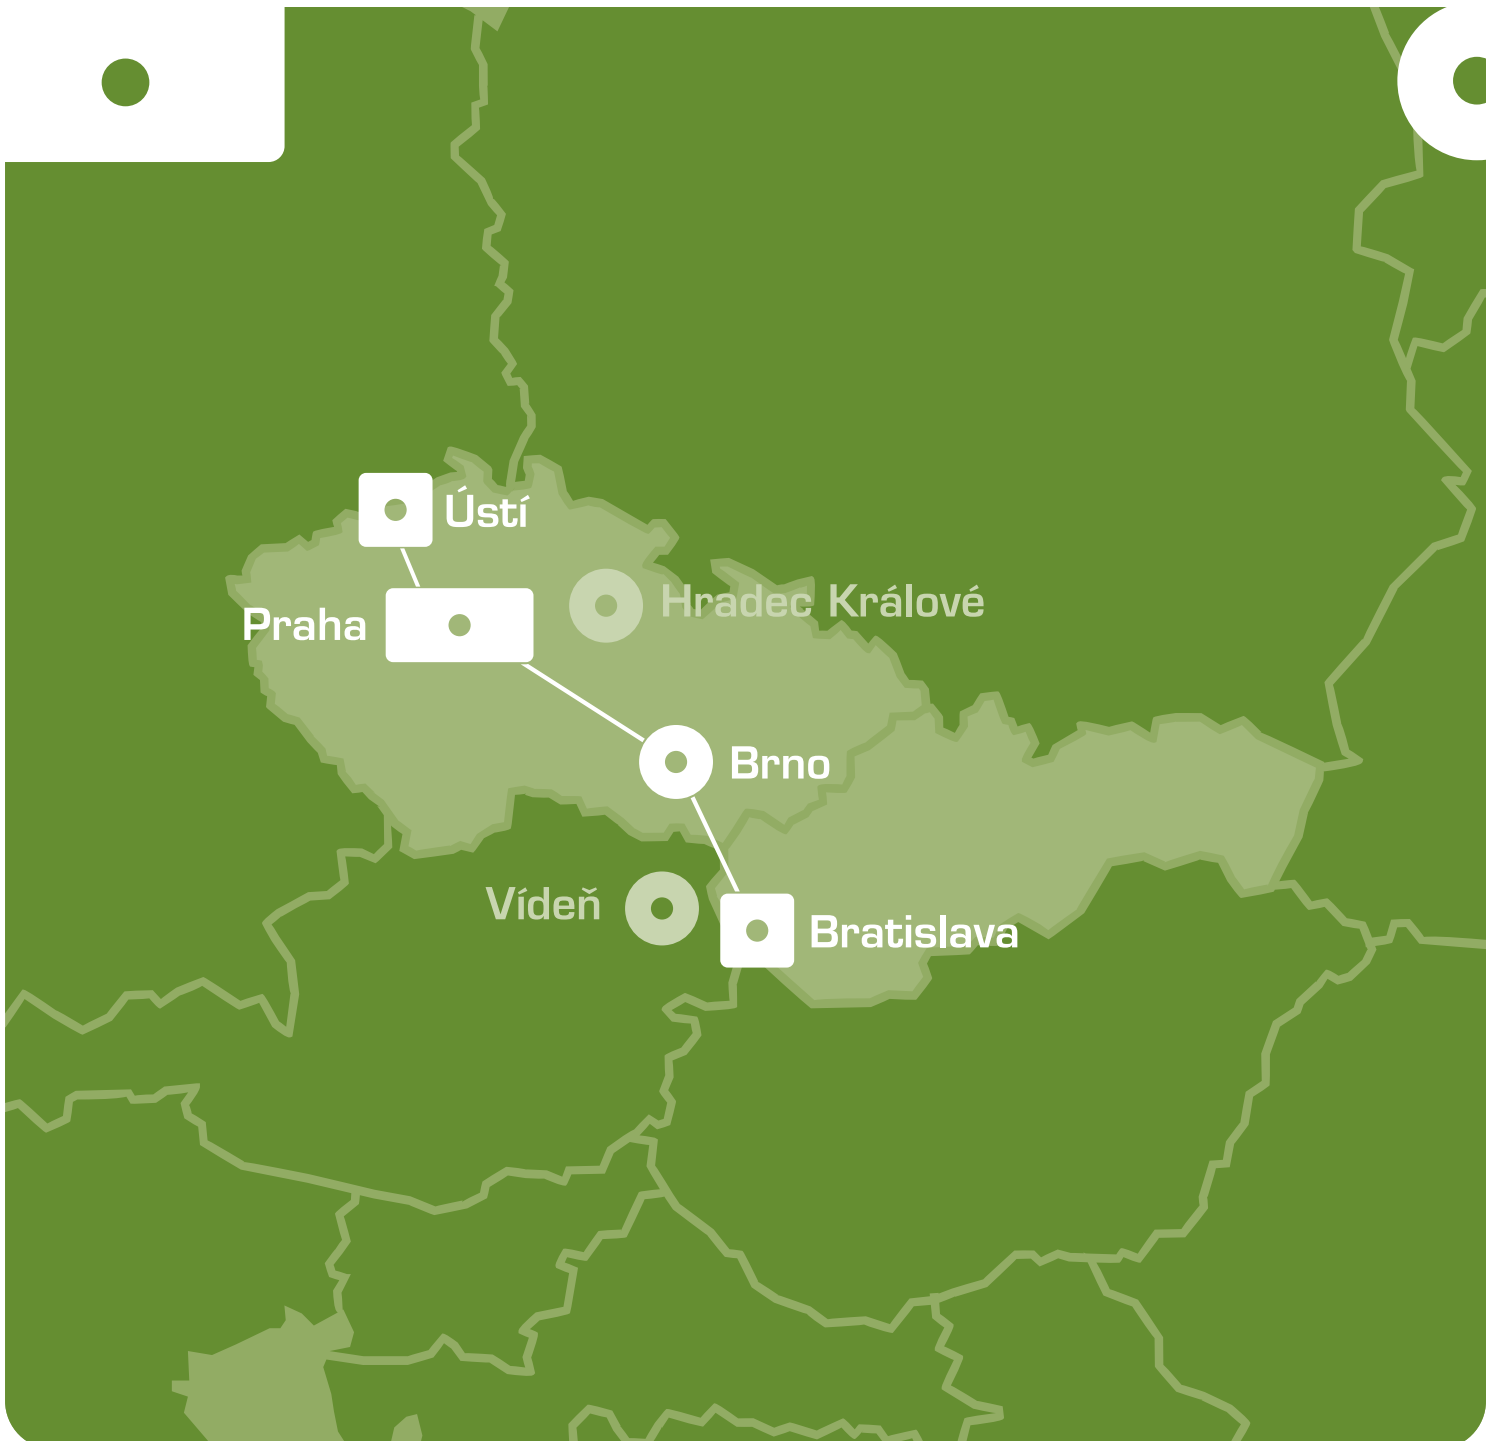 Ústí
Hradec Králové
Praha
Brno
Vídeň
Bratislava